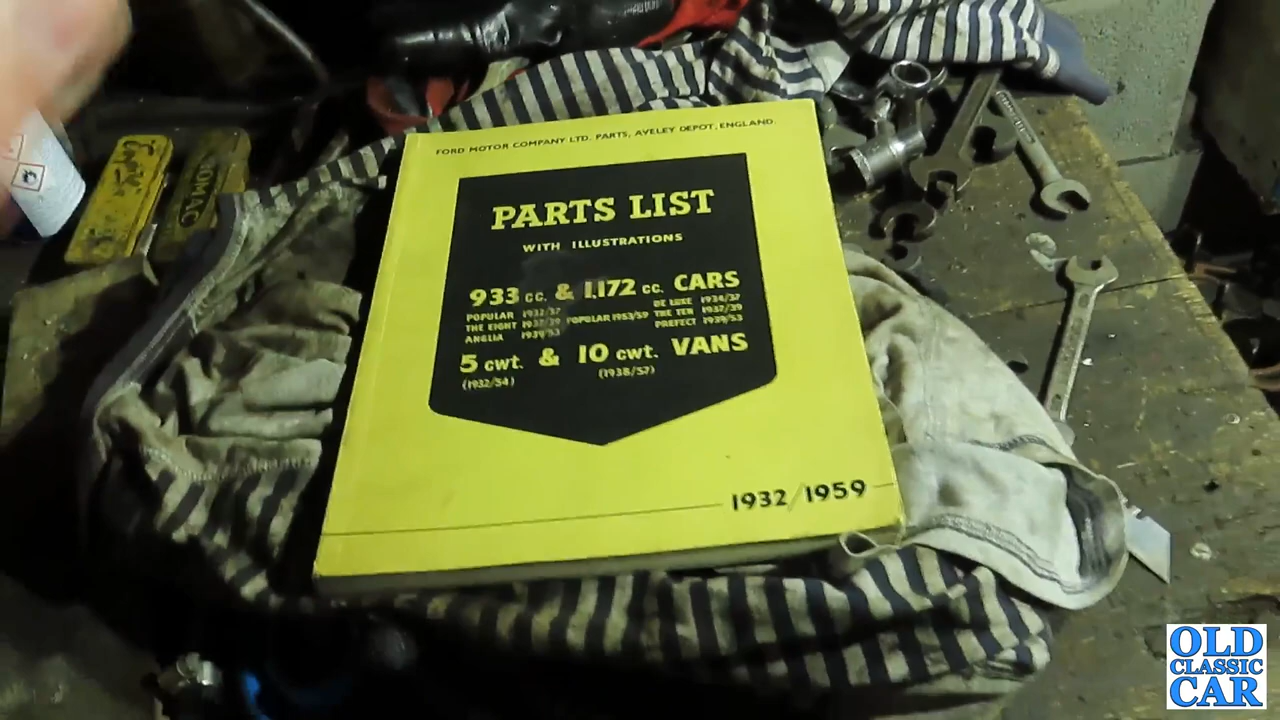 FORD MOTOR COMPANY LTD. PARTS, AVELEY DEPOT, ENGLAND.
PARTS LIST
WITH ILLUSTRATIONS
933 cc. & 1,172 cc. CARS
POPULAR 1932/37
THE EIGHT 1937/39
ANGLIA 1939/53
POPULAR 1953/59
DE LUXE 1934/37
THE TEN 1937/39
PREFECT 1939/53
5 cwt. & 10 cwt. VANS
(1932/54) (1938/57)
1932/1959
OLD
CLASSIC
CAR